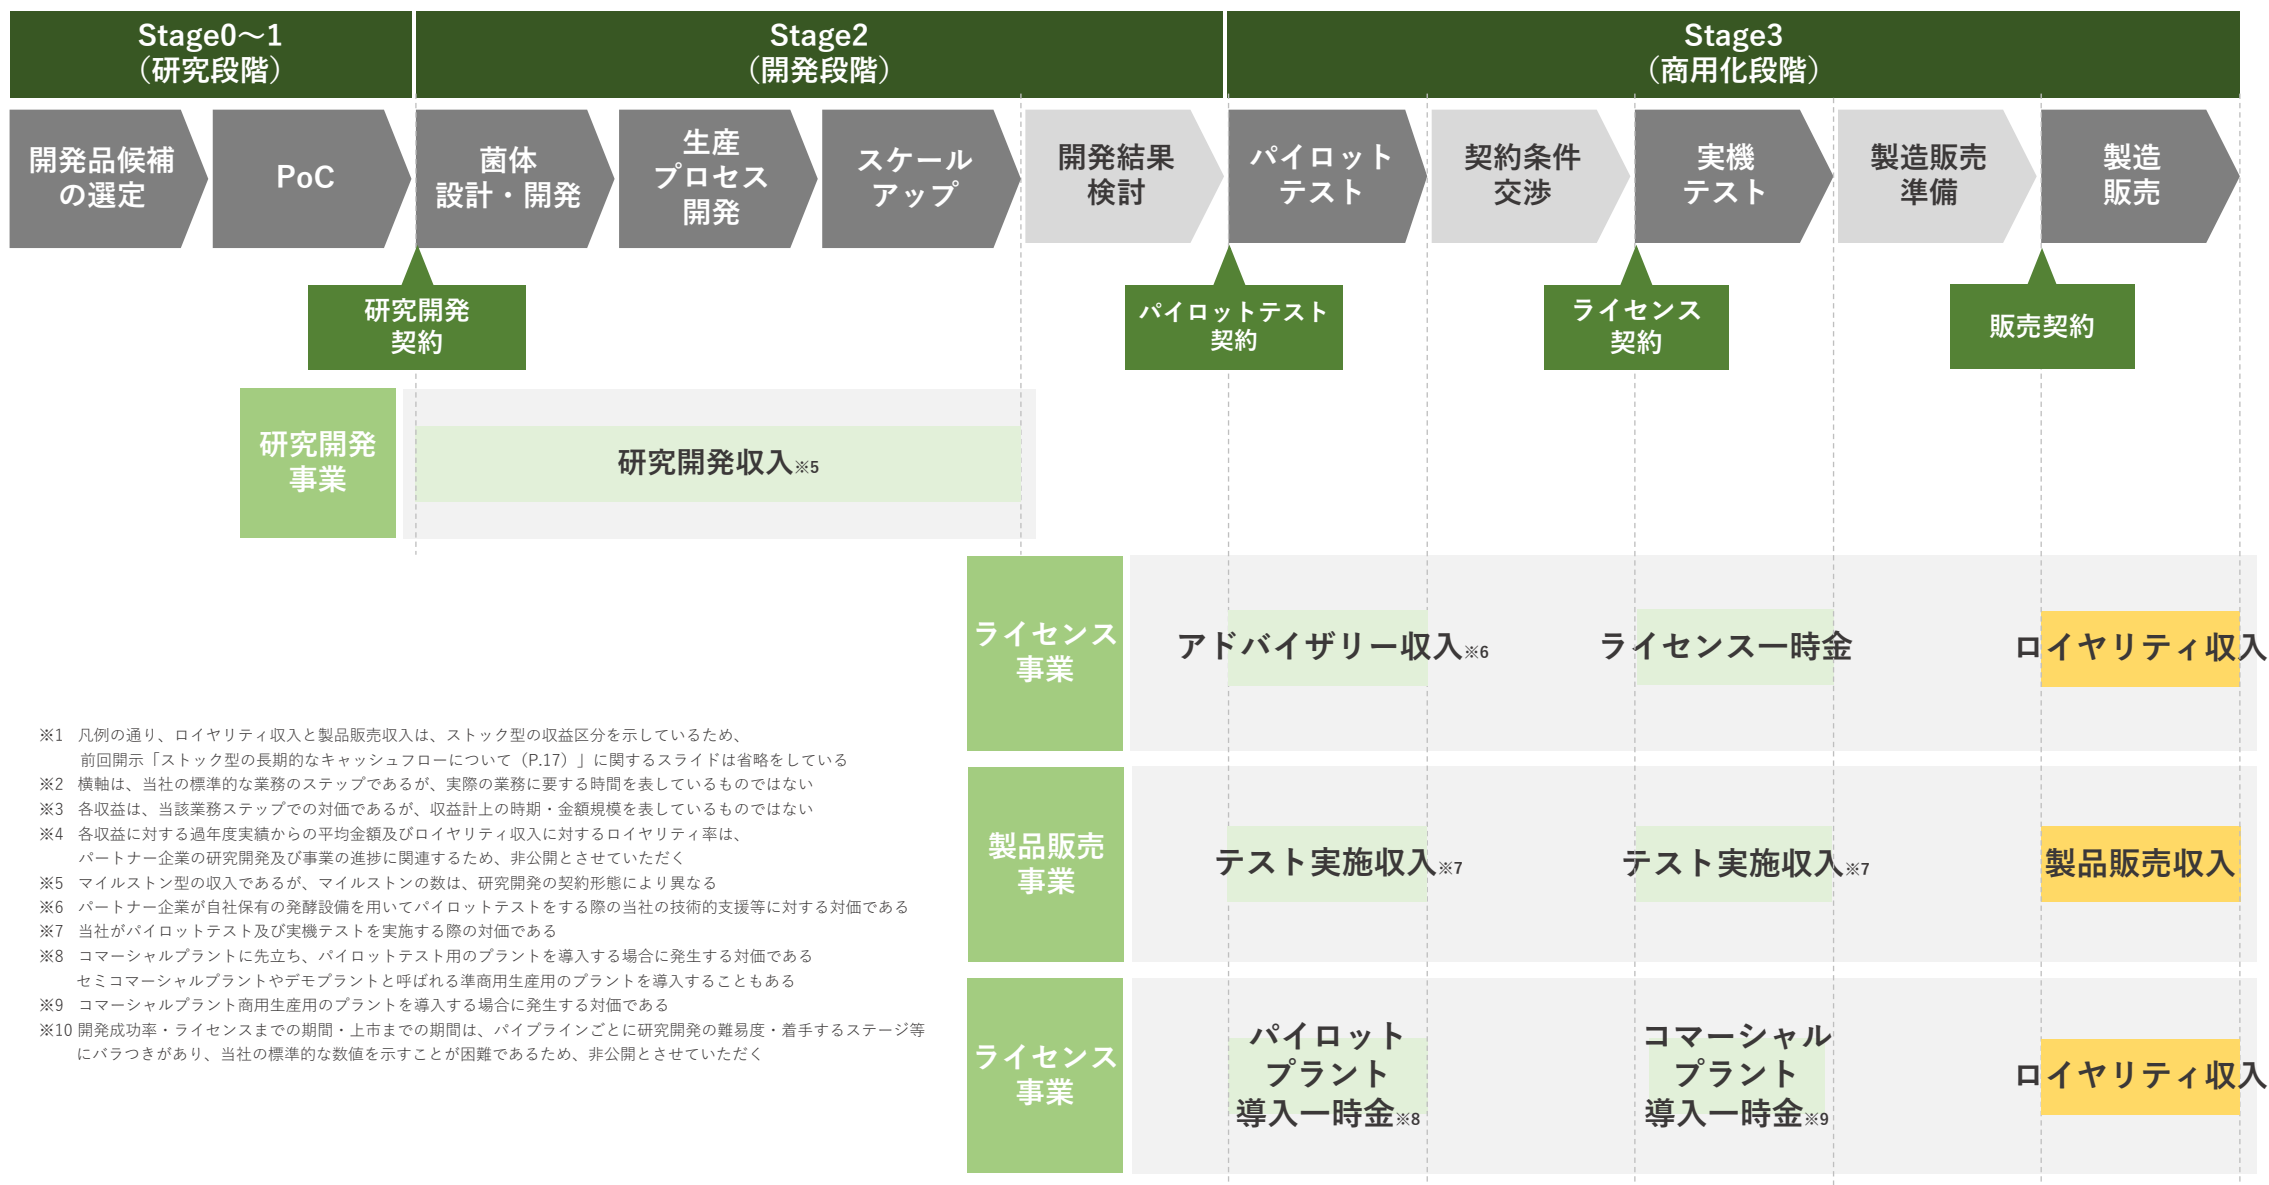 Stage0～1
（研究段階）
Stage2
（開発段階）
Stage3
（商用化段階）
開発品候補
の選定
PoC
菌体
設計・開発
生産
プロセス
開発
スケール
アップ
開発結果
検討
パイロット
テスト
契約条件
交渉
実機
テスト
製造販売
準備
製造
販売
研究開発
契約
パイロットテスト
契約
ライセンス
契約
販売契約
研究開発
事業
研究開発収入※5
ライセンス
事業
アドバイザリー収入※6
ライセンス一時金
ロイヤリティ収入
製品販売
事業
テスト実施収入※7
テスト実施収入※7
製品販売収入
ライセンス
事業
パイロット
プラント
導入一時金※8
コマーシャル
プラント
導入一時金※9
ロイヤリティ収入
※1 凡例の通り、ロイヤリティ収入と製品販売収入は、ストック型の収益区分を示しているため、
前回開示「ストック型の長期的なキャッシュフローについて（P.17）」に関するスライドは省略をしている
※2 横軸は、当社の標準的な業務のステップであるが、実際の業務に要する時間を表しているものではない
※3 各収益は、当該業務ステップでの対価であるが、収益計上の時期・金額規模を表しているものではない
※4 各収益に対する過年度実績からの平均金額及びロイヤリティ収入に対するロイヤリティ率は、
パートナー企業の研究開発及び事業の進捗に関連するため、非公開とさせていただく
※5 マイルストン型の収入であるが、マイルストンの数は、研究開発の契約形態により異なる
※6 パートナー企業が自社保有の発酵設備を用いてパイロットテストをする際の当社の技術的支援等に対する対価である
※7 当社がパイロットテスト及び実機テストを実施する際の対価である
※8 コマーシャルプラントに先立ち、パイロットテスト用のプラントを導入する場合に発生する対価である
セミコマーシャルプラントやデモプラントと呼ばれる準商用生産用のプラントを導入することもある
※9 コマーシャルプラント商用生産用のプラントを導入する場合に発生する対価である
※10 開発成功率・ライセンスまでの期間・上市までの期間は、パイプラインごとに研究開発の難易度・着手するステージ等
にバラつきがあり、当社の標準的な数値を示すことが困難であるため、非公開とさせていただく